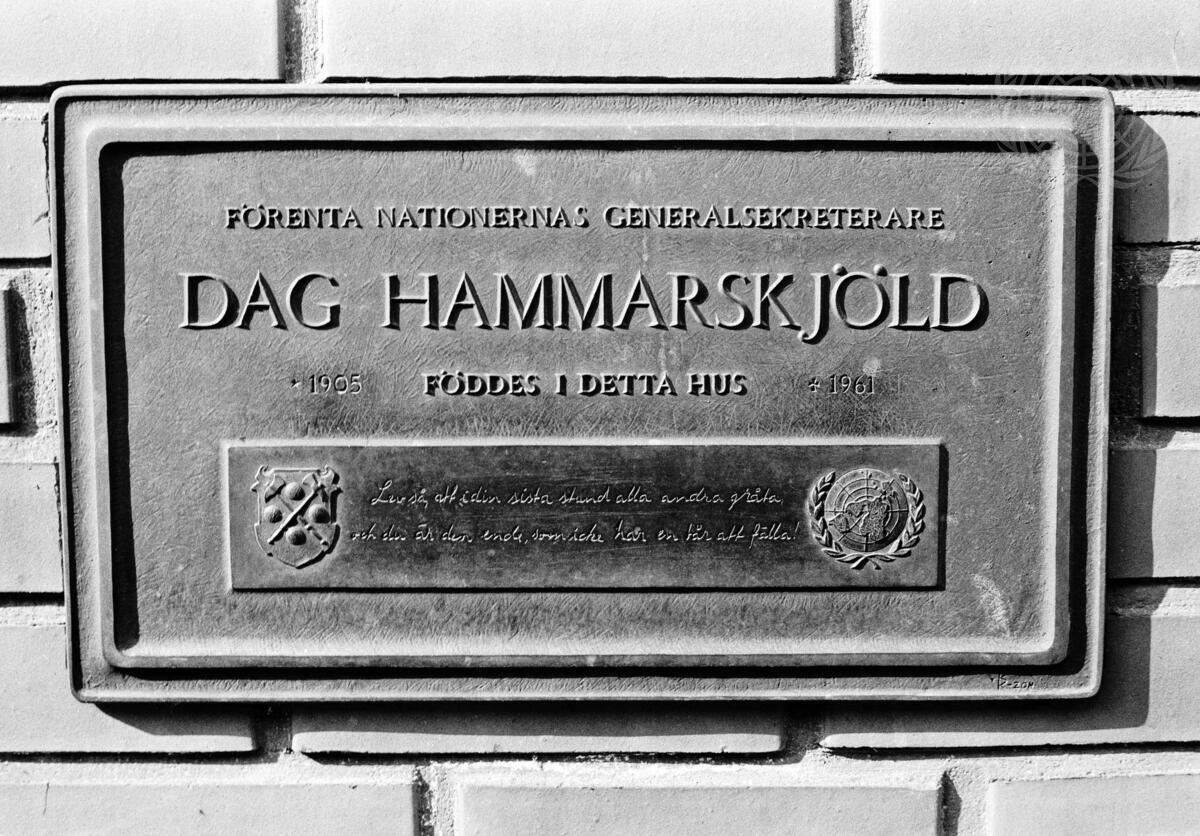 FÖRENTA NATIONERNAS GENERALSEKRETERARE
DAG HAMMARSKJÖLD
* 1905 FÖDDES I DETTA HUS ✢ 1961
Lev så, att i din sista stund alla andra gråta,
och du är den ende, som icke har en tår att fälla!